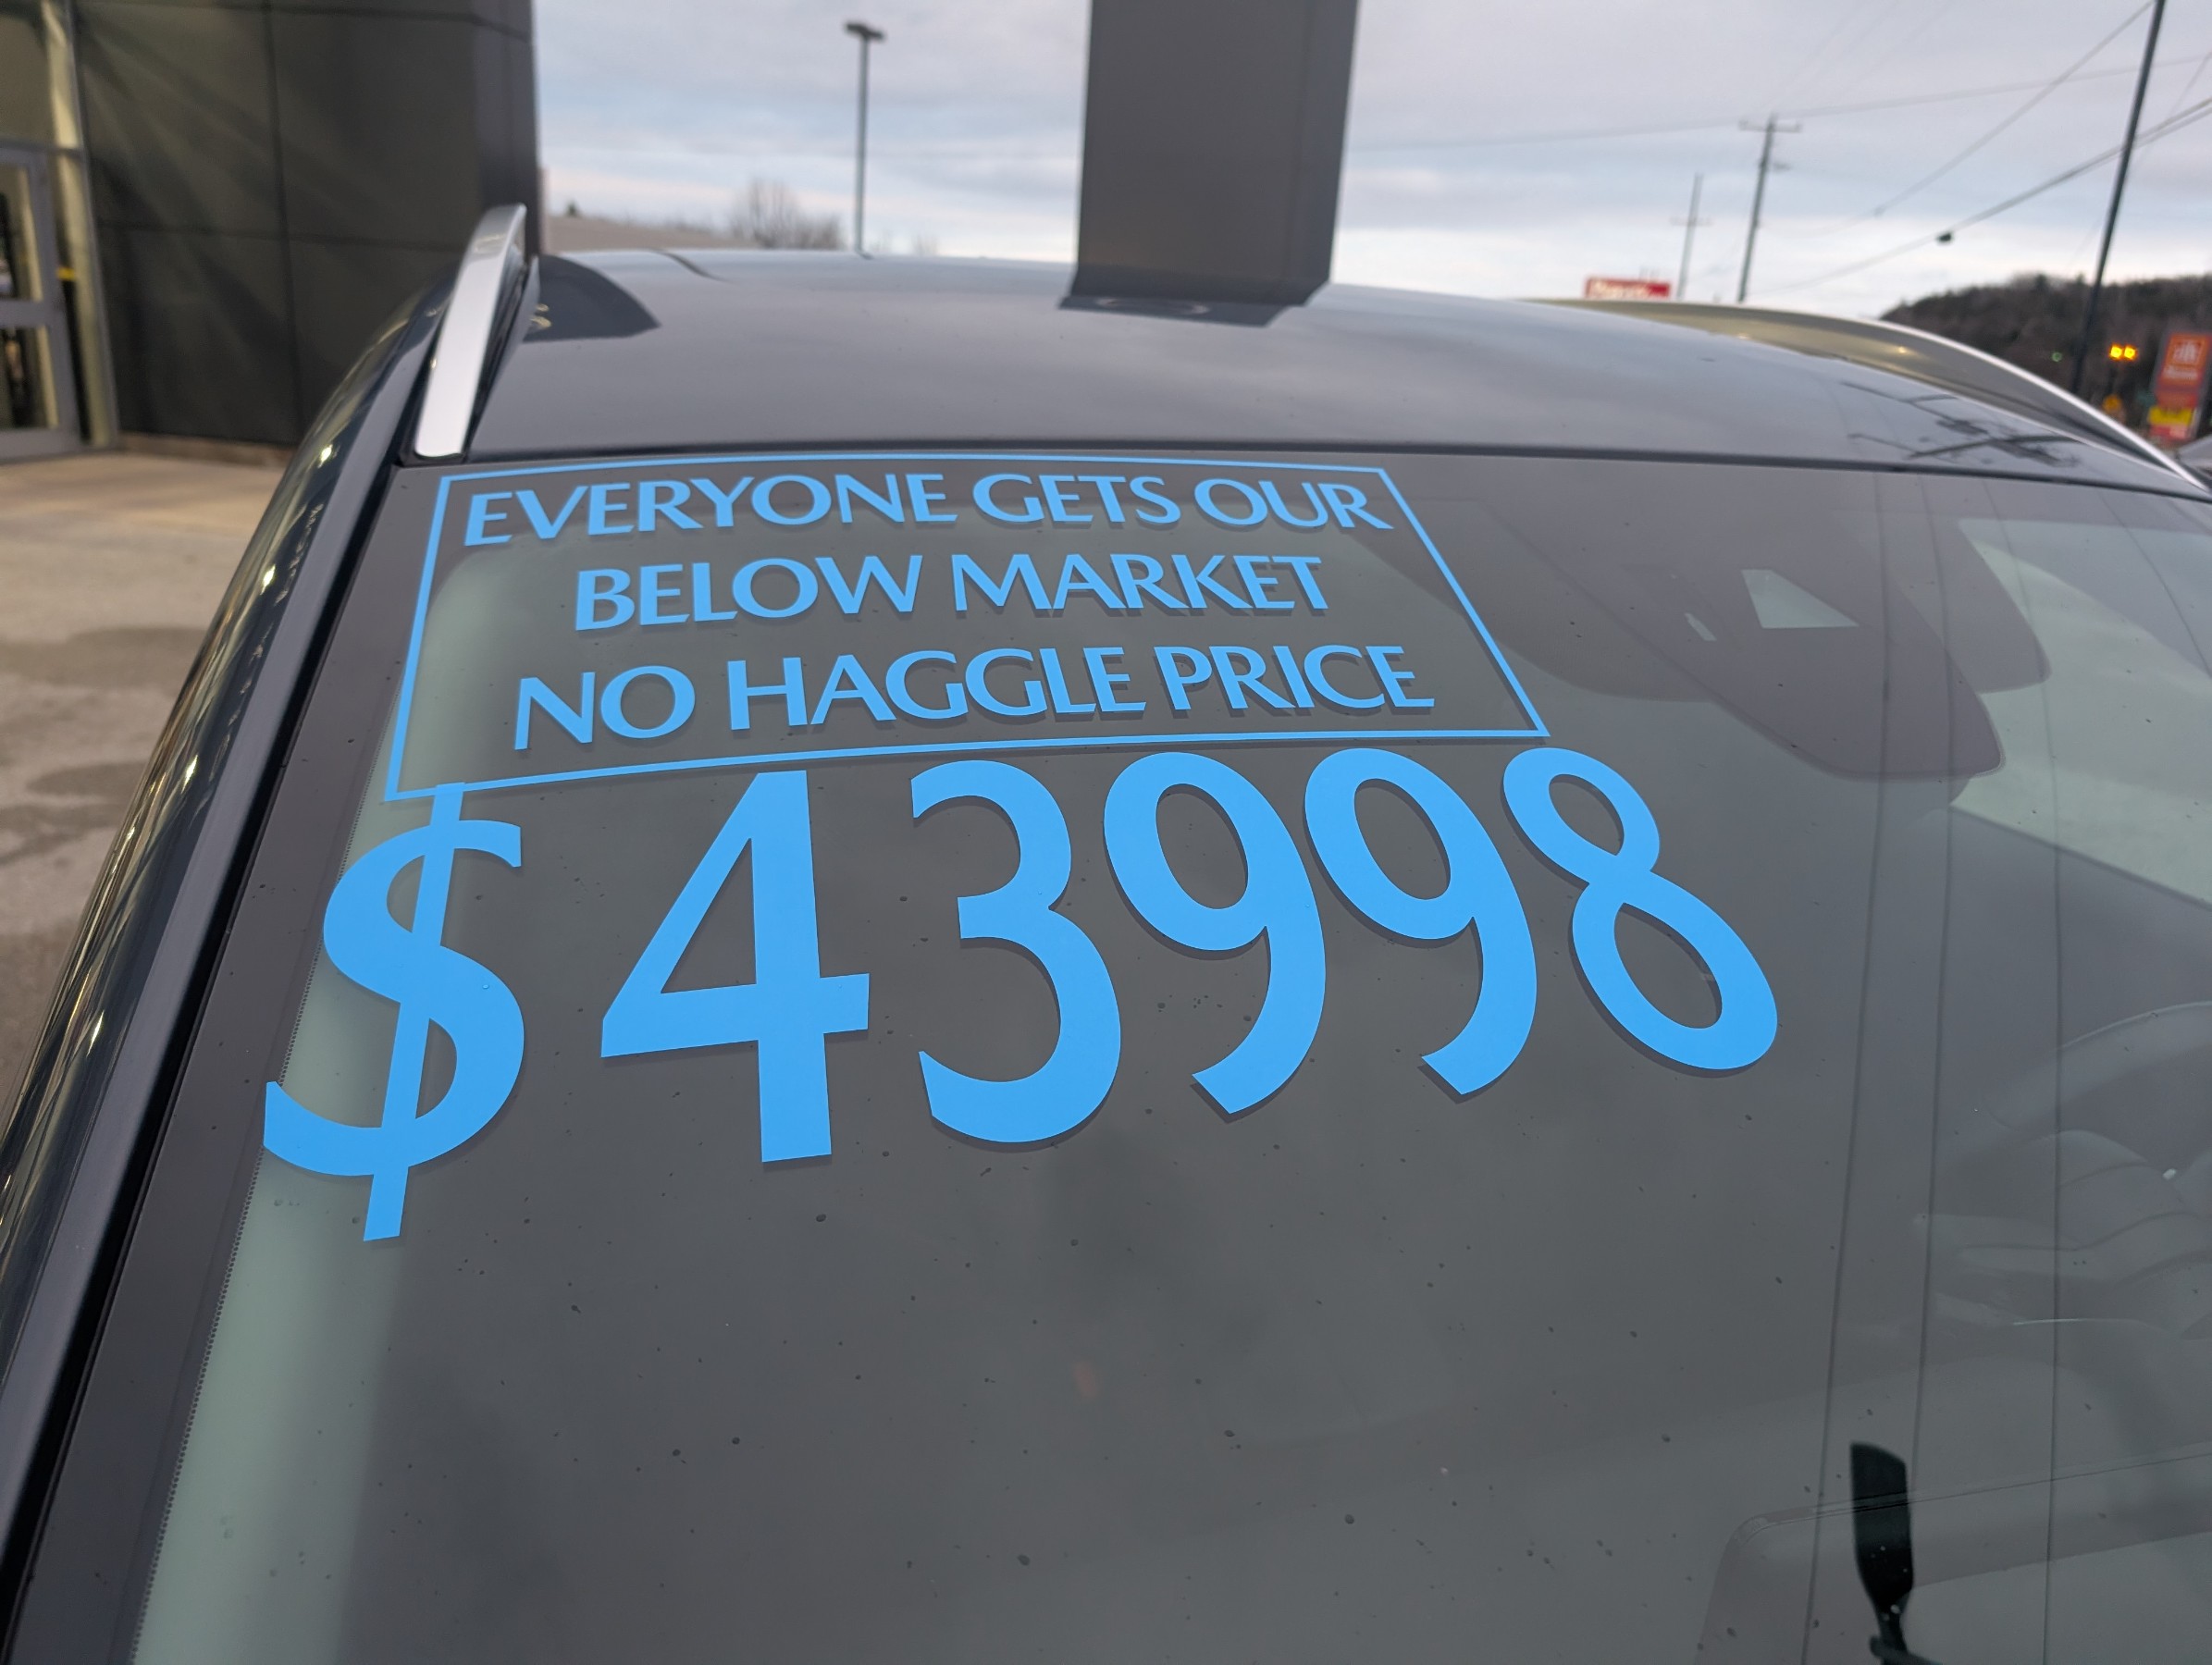 EVERYONE GETS OUR
BELOW MARKET
NO HAGGLE PRICE
$43998